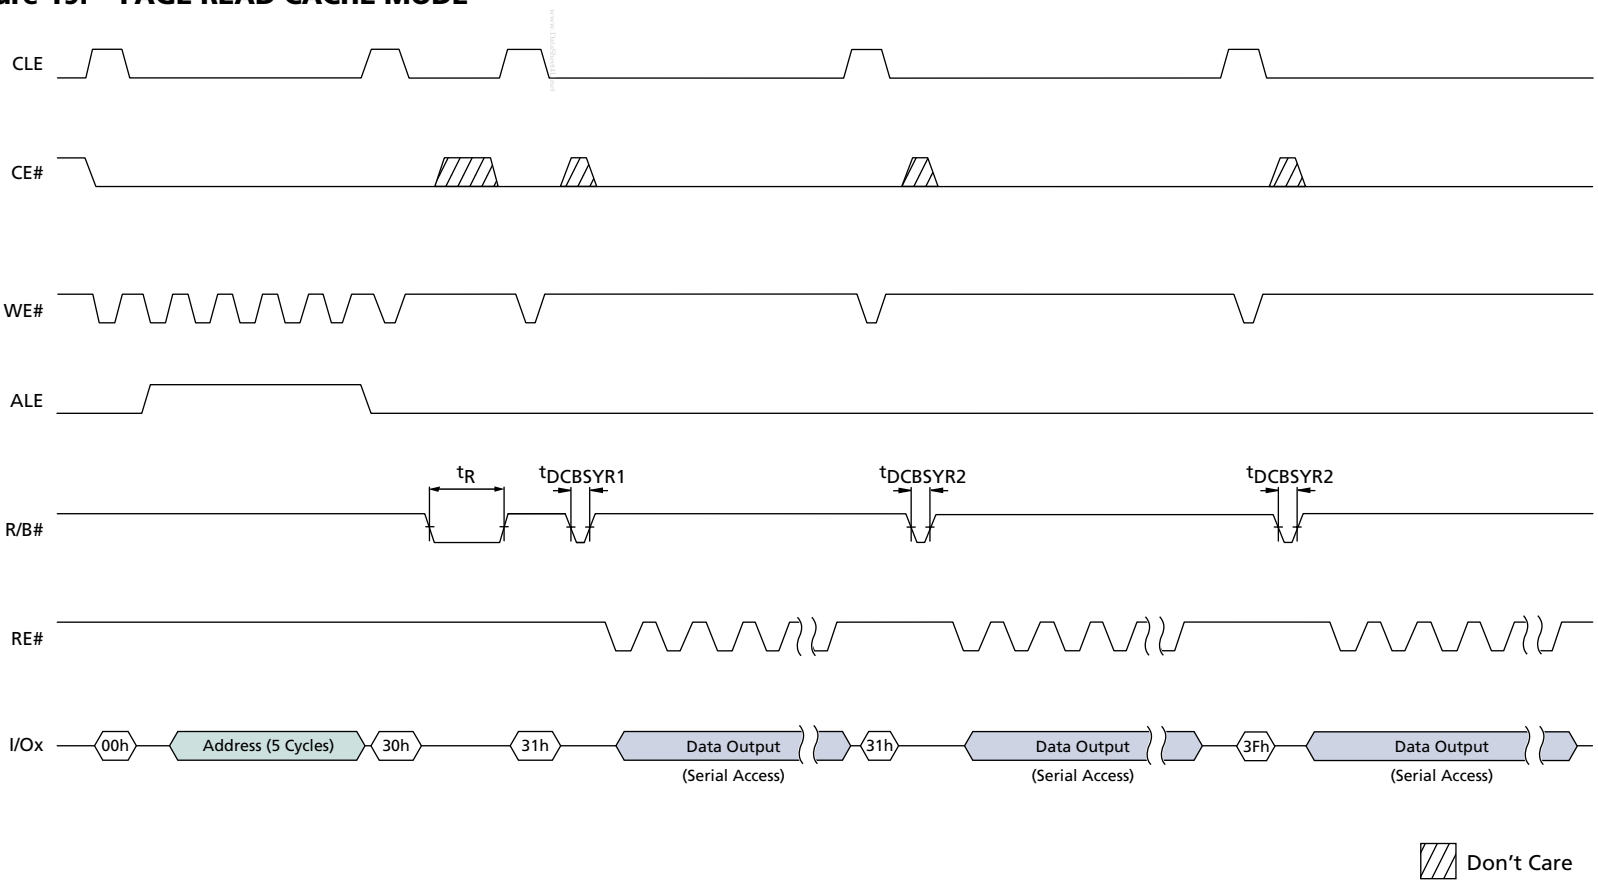 PAGE READ CACHE MODE
CLE
CE#
WE#
ALE
tR
tDCBSYR1
tDCBSYR2
tDCBSYR2
R/B#
RE#
I/Ox
00h
Address (5 Cycles)
30h
31h
Data Output
31h
Data Output
3Fh
Data Output
(Serial Access)
(Serial Access)
(Serial Access)
Don't Care